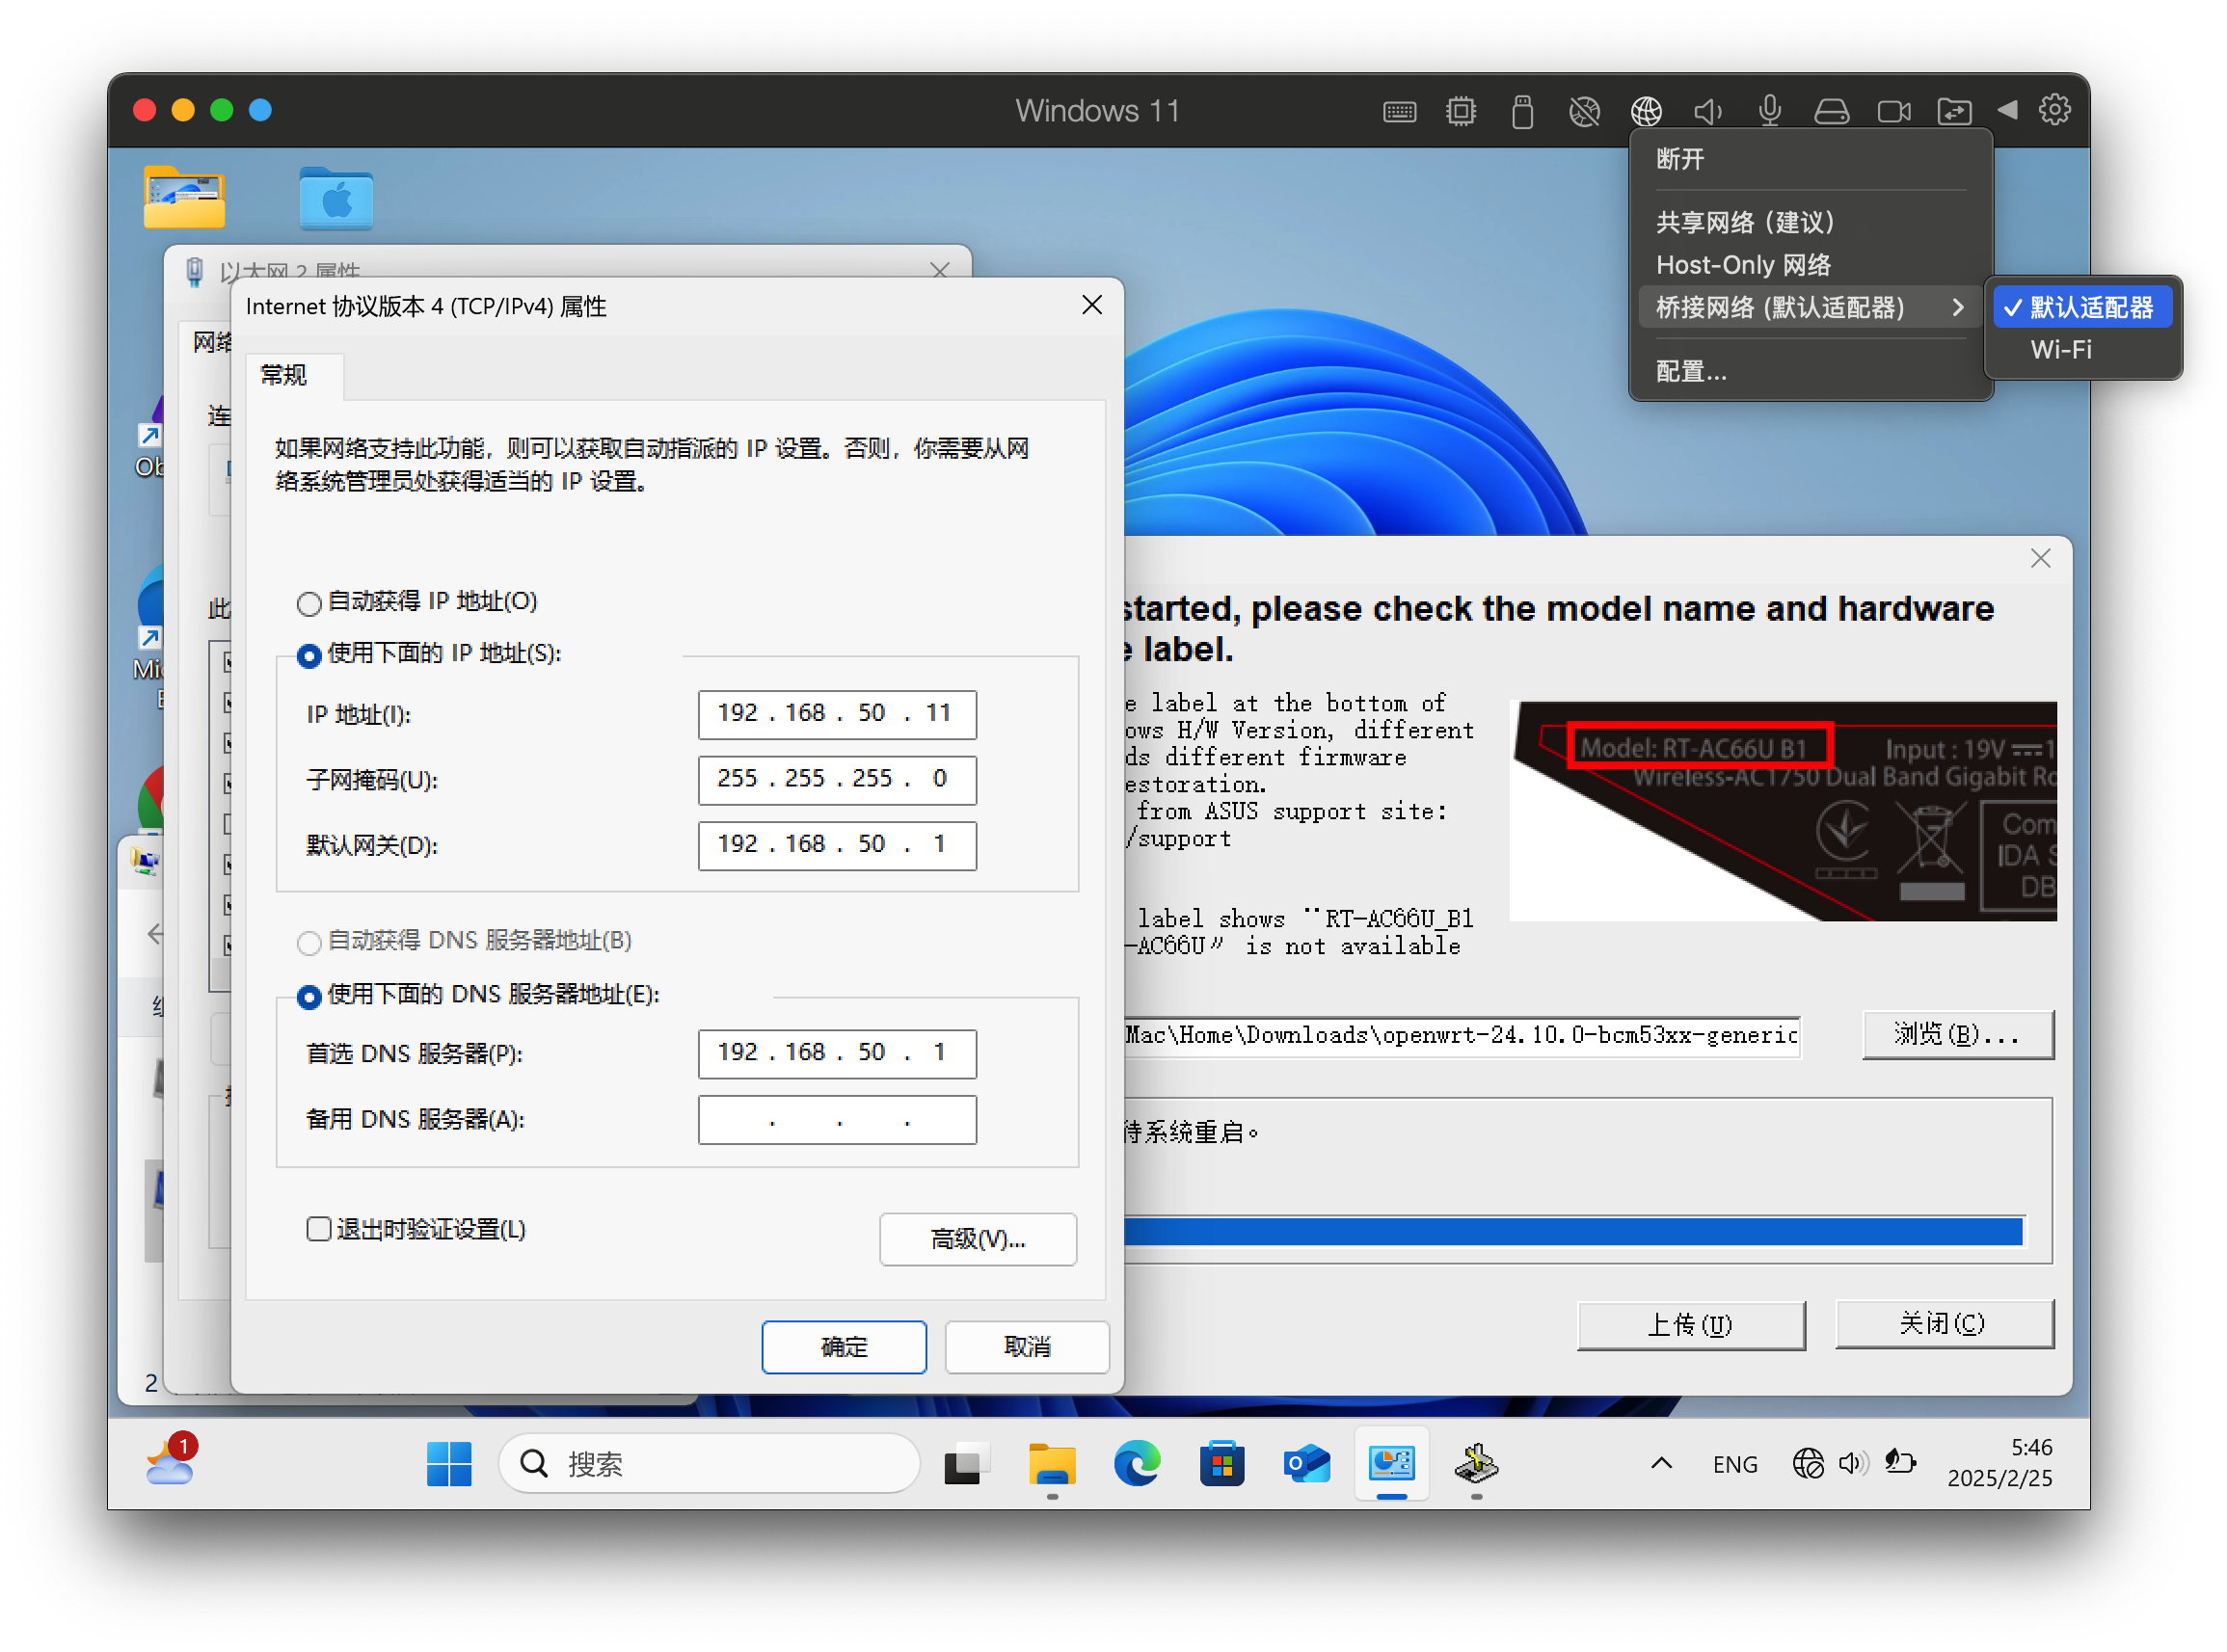 Windows 11
断开
共享网络（建议）
Host-Only 网络
桥接网络 (默认适配器)
配置...
默认适配器
Wi-Fi
以太网 2 属性
网络
Internet 协议版本 4 (TCP/IPv4) 属性
常规
如果网络支持此功能，则可以获取自动指派的 IP 设置。否则，你需要从网
络系统管理员处获得适当的 IP 设置。
自动获得 IP 地址(O)
使用下面的 IP 地址(S):
IP 地址(I):
192 . 168 . 50 . 11
子网掩码(U):
255 . 255 . 255 . 0
默认网关(D):
192 . 168 . 50 . 1
自动获得 DNS 服务器地址(B)
使用下面的 DNS 服务器地址(E):
首选 DNS 服务器(P):
192 . 168 . 50 . 1
备用 DNS 服务器(A):
. . .
退出时验证设置(L)
高级(V)...
确定
取消
started, please check the model name and hardware
label.
e label at the bottom of
ows H/W Version, different
ds different firmware
estoration.
from ASUS support site:
/support
label shows "RT-AC66U_B1
-AC66U" is not available
Model: RT-AC66U B1
Input : 19V
Wireless-AC1750 Dual Band Gigabit Ro
Com
IDA S
DB
Mac\Home\Downloads\openwrt-24.10.0-bcm53xx-generic
浏览(B)...
待系统重启。
上传(U)
关闭(C)
连
此
Ob
Mic
E
2
1
搜索
ENG
5:46
2025/2/25